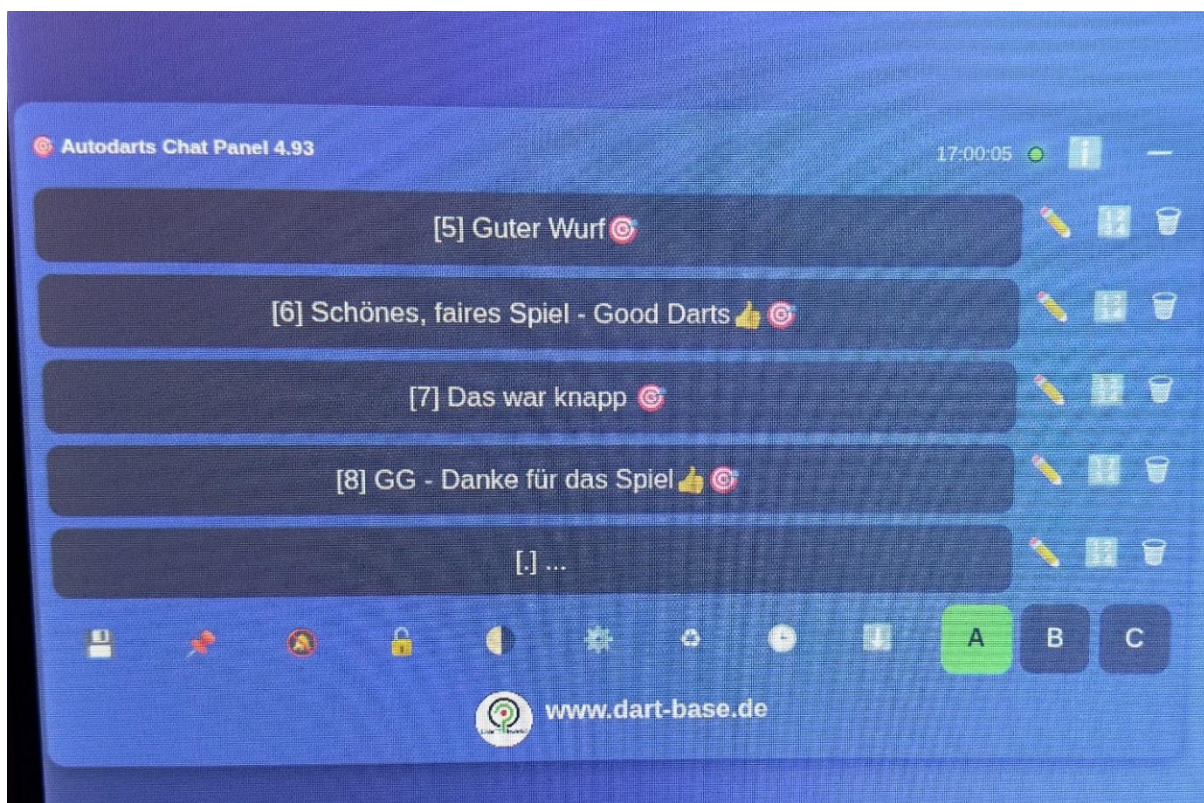 🎯 Autodarts Chat Panel 4.93
17:00:05
[5] Guter Wurf🎯
[6] Schönes, faires Spiel - Good Darts👍🎯
[7] Das war knapp 🎯
[8] GG - Danke für das Spiel👍🎯
[.] ...
A B C
www.dart-base.de